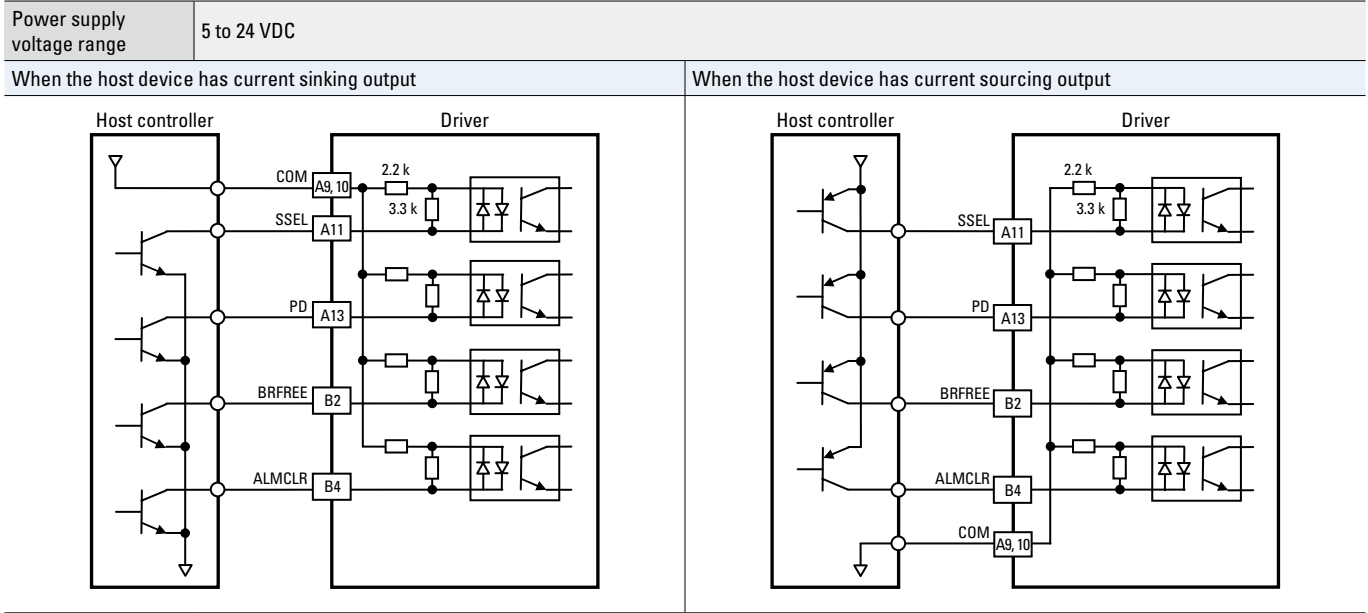 Power supply
voltage range
5 to 24 VDC
When the host device has current sinking output
When the host device has current sourcing output
Host controller
Driver
COM
A9, 10
2.2 k
3.3 k
SSEL
A11
PD
A13
BRFREE
B2
ALMCLR
B4
Host controller
Driver
2.2 k
3.3 k
SSEL
A11
PD
A13
BRFREE
B2
ALMCLR
B4
COM
A9, 10